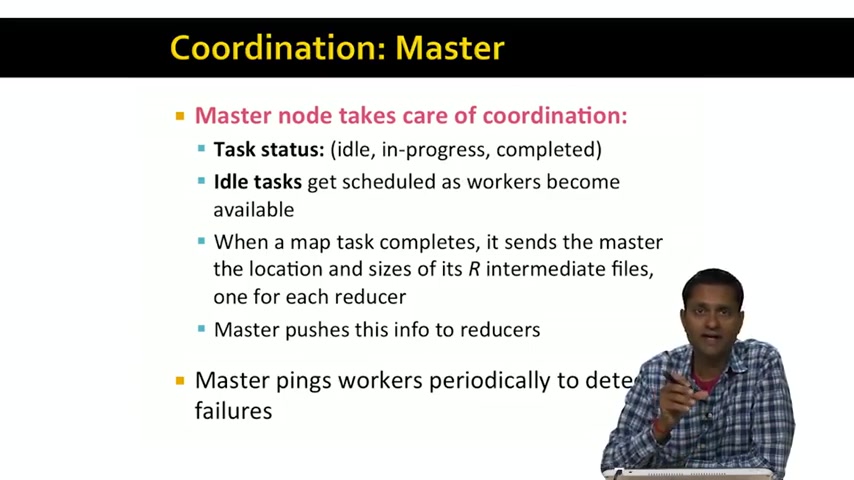 Coordination: Master
Master node takes care of coordination:
Task status: (idle, in-progress, completed)
Idle tasks get scheduled as workers become
available
When a map task completes, it sends the master
the location and sizes of its R intermediate files,
one for each reducer
Master pushes this info to reducers
Master pings workers periodically to dete
failures